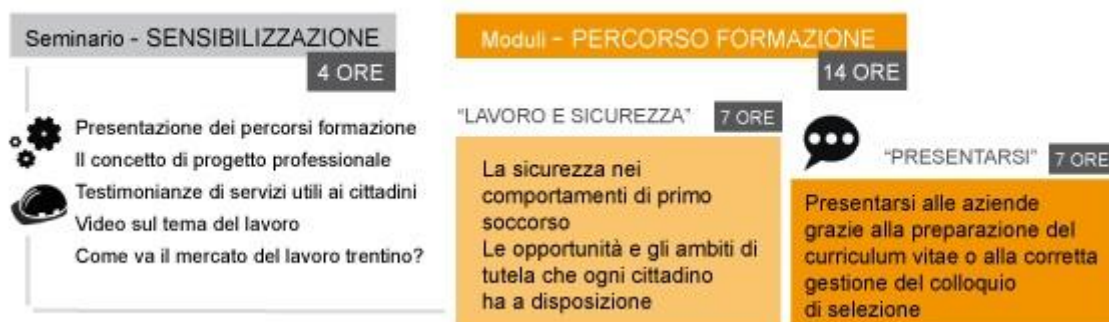 Seminario - SENSIBILIZZAZIONE
4 ORE
Presentazione dei percorsi formazione
Il concetto di progetto professionale
Testimonianze di servizi utili ai cittadini
Video sul tema del lavoro
Come va il mercato del lavoro trentino?
Moduli - PERCORSO FORMAZIONE
14 ORE
"LAVORO E SICUREZZA"
7 ORE
La sicurezza nei
comportamenti di primo
soccorso
Le opportunità e gli ambiti di
tutela che ogni cittadino
ha a disposizione
"PRESENTARSI"
7 ORE
Presentarsi alle aziende
grazie alla preparazione del
curriculum vitae o alla corretta
gestione del colloquio
di selezione